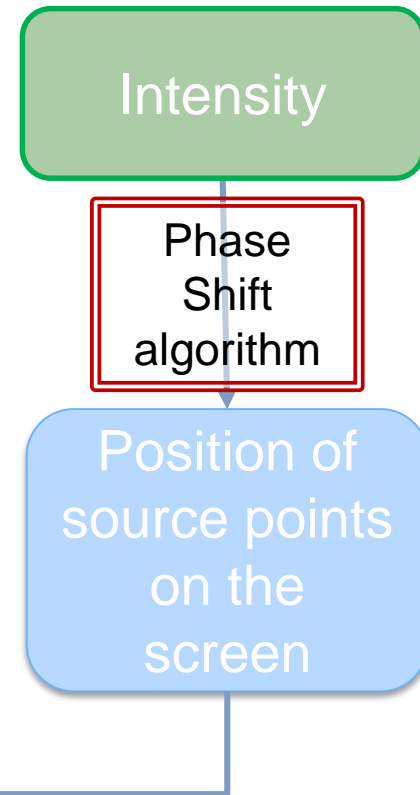 Intensity
Phase
Shift
algorithm
Position of
source points
on the
screen